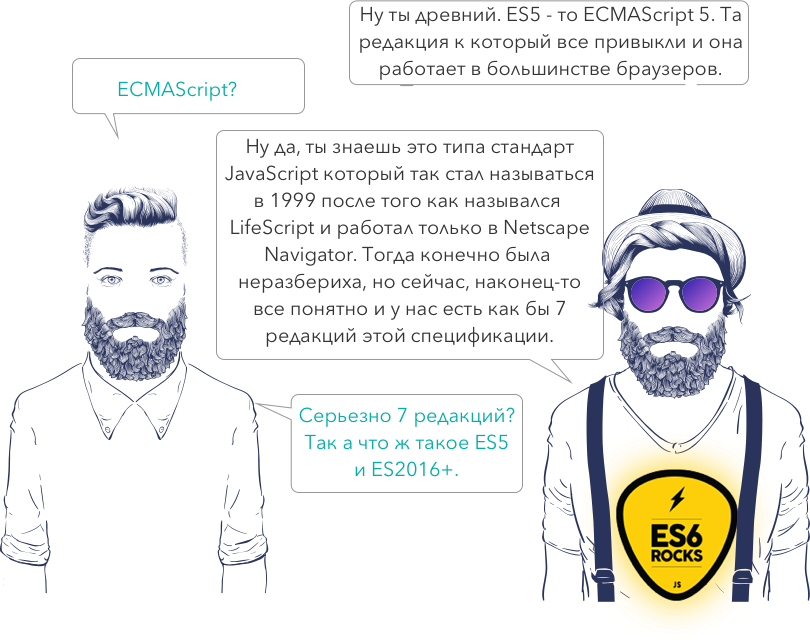 Ну ты древний. ES5 - то ECMAScript 5. Та
редакция к который все привыкли и она
работает в большинстве браузеров.
ECMAScript?
Ну да, ты знаешь это типа стандарт
JavaScript который так стал называться
в 1999 после того как назывался
LifeScript и работал только в Netscape
Navigator. Тогда конечно была
неразбериха, но сейчас, наконец-то
все понятно и у нас есть как бы 7
редакций этой спецификации.
Серьезно 7 редакций?
Так а что ж такое ES5
и ES2016+.
ES6
ROCKS
JS